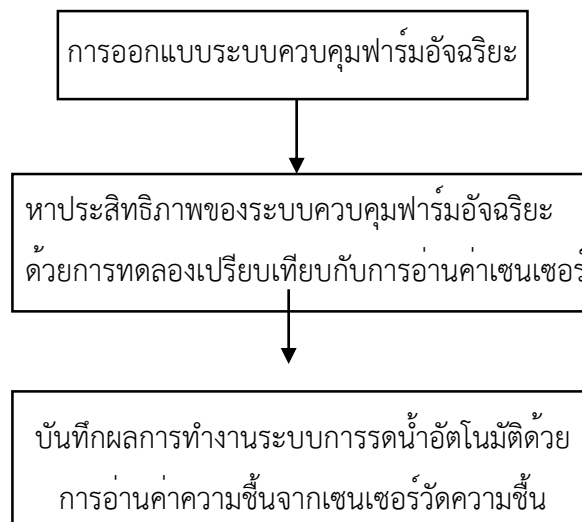 การออกแบบระบบควบคุมฟาร์มอัจฉริยะ
หาประสิทธิภาพของระบบควบคุมฟาร์มอัจฉริยะ
ด้วยการทดลองเปรียบเทียบกับการอ่านค่าเซนเซอร์
บันทึกผลการทำงานระบบการรดน้ำอัตโนมัติด้วย
การอ่านค่าความชื้นจากเซนเซอร์วัดความชื้น